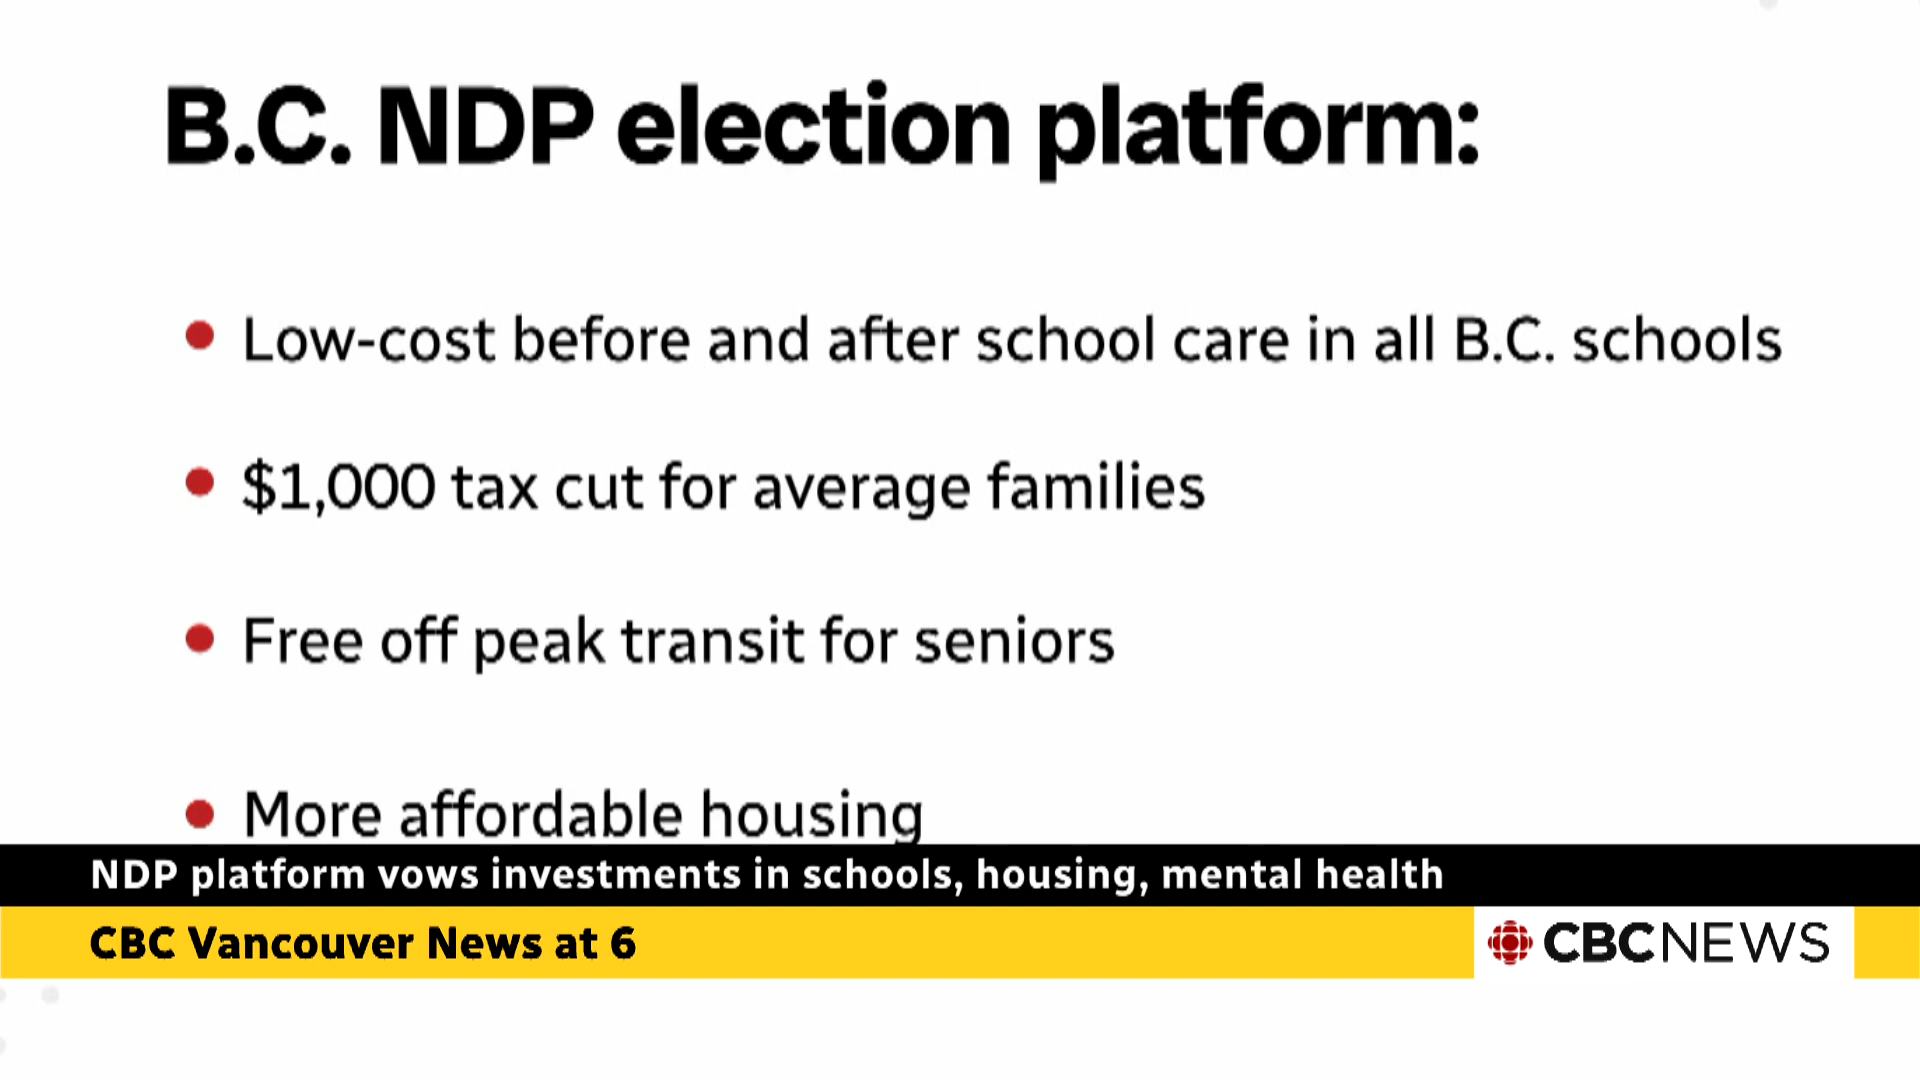 B.C. NDP election platform:
• Low-cost before and after school care in all B.C. schools
• $1,000 tax cut for average families
• Free off peak transit for seniors
• More affordable housing
NDP platform vows investments in schools, housing, mental health
CBC Vancouver News at 6
CBCNEWS